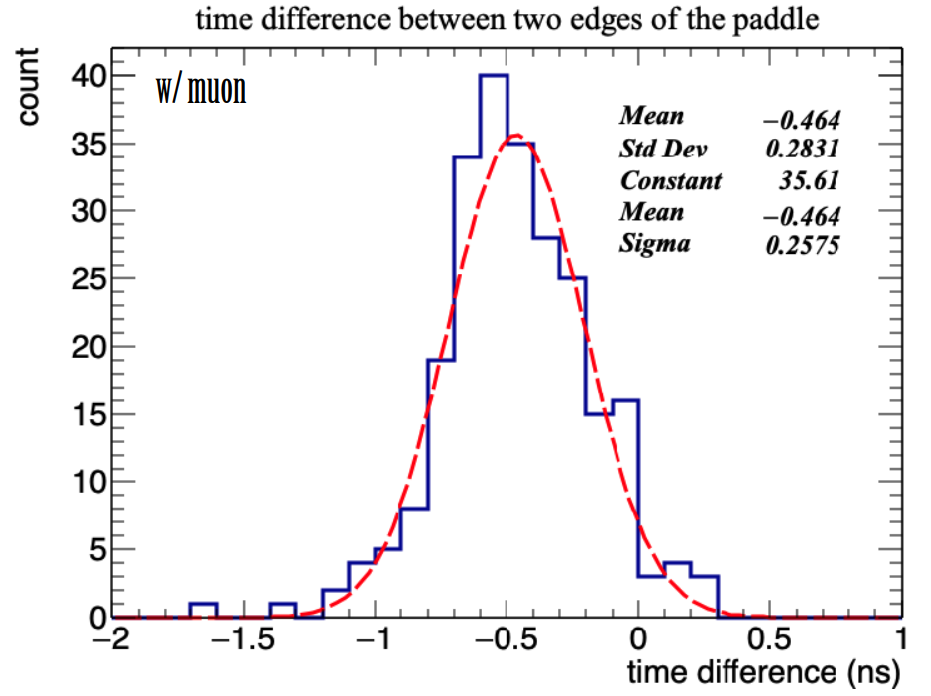 time difference between two edges of the paddle
count
w/ muon
Mean −0.464
Std Dev 0.2831
Constant 35.61
Mean −0.464
Sigma 0.2575
40
35
30
25
20
15
10
5
0
−2 −1.5 −1 −0.5 0 0.5 1
time difference (ns)